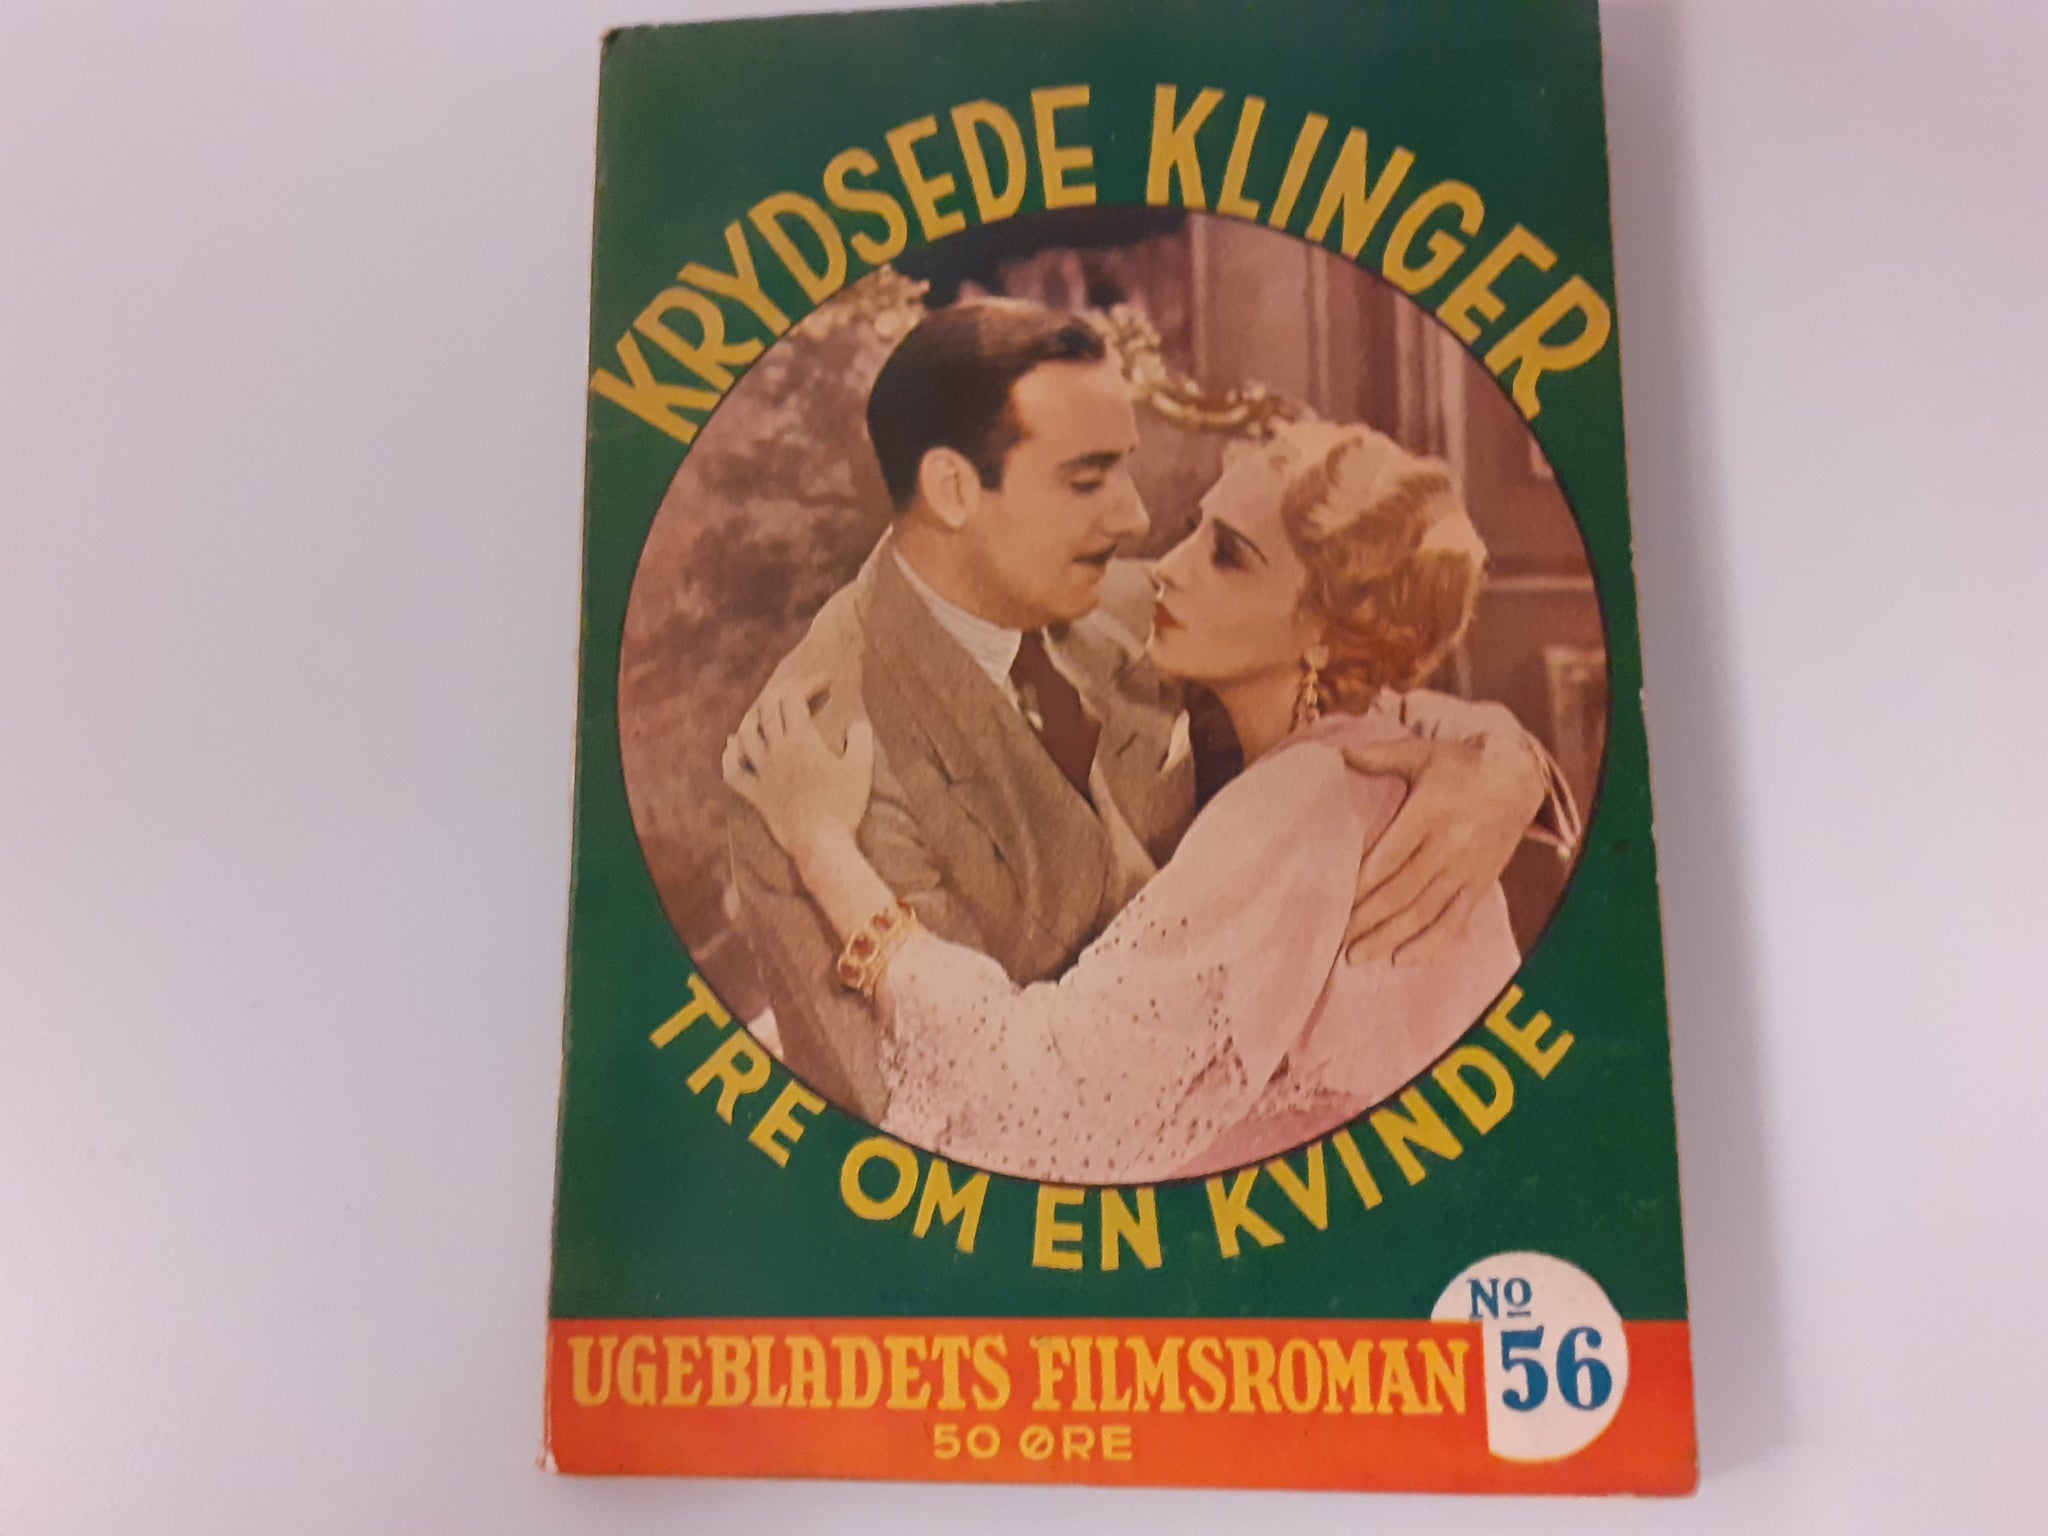 KRYDSEDE KLINGER
TRE OM EN KVINDE
No
56
UGEBLADETS FILMSROMAN
50 ØRE